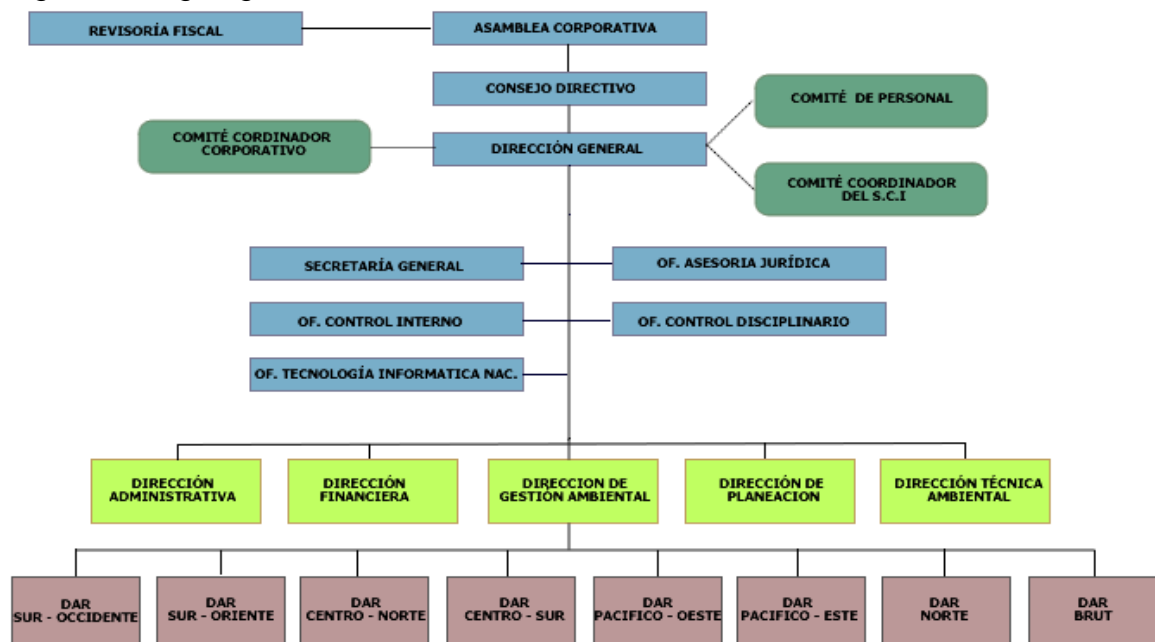 REVISORÍA FISCAL
ASAMBLEA CORPORATIVA
CONSEJO DIRECTIVO
COMITÉ DE PERSONAL
COMITÉ CORDINADOR
CORPORATIVO
DIRECCIÓN GENERAL
COMITÉ COORDINADOR
DEL S.C.I
SECRETARÍA GENERAL
OF. ASESORIA JURÍDICA
OF. CONTROL INTERNO
OF. CONTROL DISCIPLINARIO
OF. TECNOLOGÍA INFORMATICA NAC.
DIRECCIÓN
ADMINISTRATIVA
DIRECCIÓN
FINANCIERA
DIRECCION DE
GESTIÓN AMBIENTAL
DIRECCIÓN DE
PLANEACION
DIRECCIÓN TÉCNICA
AMBIENTAL
DAR
SUR - OCCIDENTE
DAR
SUR - ORIENTE
DAR
CENTRO - NORTE
DAR
CENTRO - SUR
DAR
PACIFICO - OESTE
DAR
PACIFICO - ESTE
DAR
NORTE
DAR
BRUT